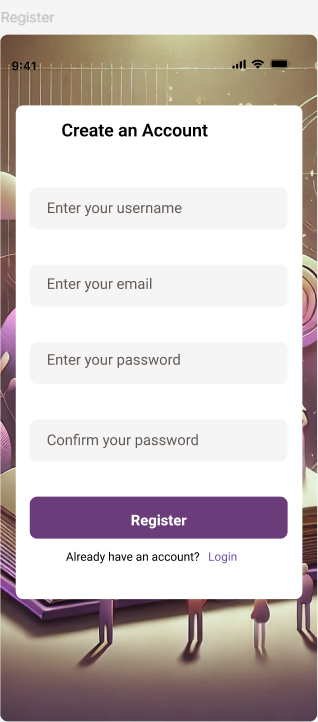 Register
9:41
Create an Account
Enter your username
Enter your email
Enter your password
Confirm your password
Register
Already have an account? Login